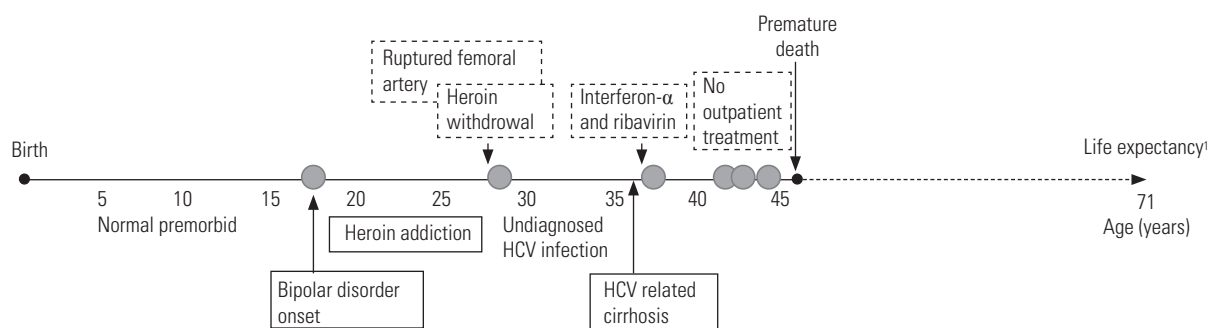 Premature
death
Ruptured femoral
artery
Heroin
withdrawal
Interferon-α
and ribavirin
No
outpatient
treatment
Birth
Life expectancy¹
5
10
15
20
25
30
35
40
45
71
Normal premorbid
Heroin addiction
Undiagnosed
HCV infection
Age (years)
Bipolar disorder
onset
HCV related
cirrhosis